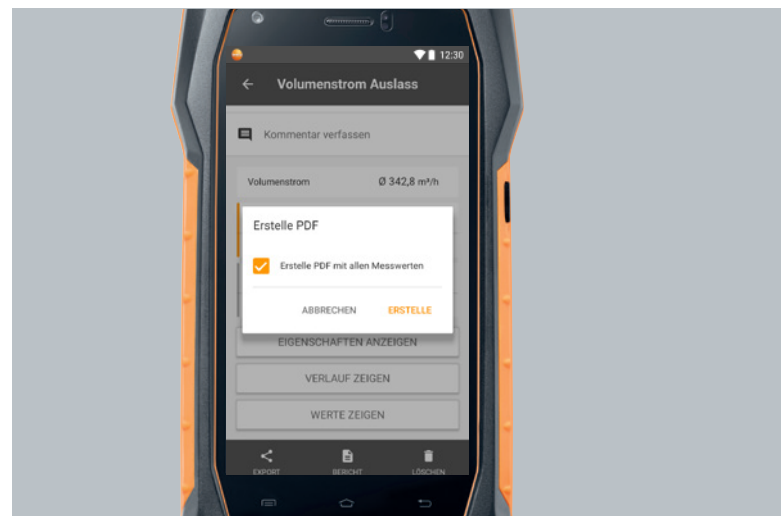 12:30
Volumenstrom Auslass
Kommentar verfassen
Volumenstrom Ø 342,8 m³/h
Erstelle PDF
Erstelle PDF mit allen Messwerten
ABBRECHEN ERSTELLE
EIGENSCHAFTEN ANZEIGEN
VERLAUF ZEIGEN
WERTE ZEIGEN
EXPORT BERICHT LÖSCHEN